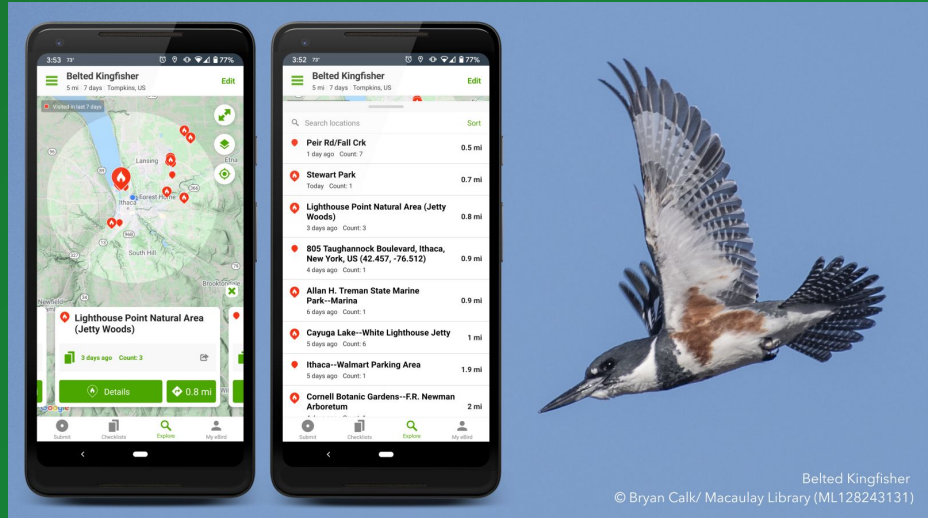 3:53 73°
77%
Belted Kingfisher
5 mi 7 days Tompkins, US
Edit
Visited in last 7 days
Lansing
Etna
Forest Home
Ithaca
South Hill
Brooktondale
Newfield
Lighthouse Point Natural Area
(Jetty Woods)
3 days ago Count: 3
Details
0.8 mi
Google
Submit
Checklists
Explore
My eBird
3:52 73°
77%
Belted Kingfisher
5 mi 7 days Tompkins, US
Edit
Search locations
Sort
Peir Rd/Fall Crk
1 day ago Count: 7
0.5 mi
Stewart Park
Today Count: 1
0.7 mi
Lighthouse Point Natural Area (Jetty
Woods)
3 days ago Count: 3
0.8 mi
805 Taughannock Boulevard, Ithaca,
New York, US (42.457, -76.512)
4 days ago Count: 1
0.9 mi
Allan H. Treman State Marine
Park--Marina
6 days ago Count: 1
0.9 mi
Cayuga Lake--White Lighthouse Jetty
5 days ago Count: 6
1 mi
Ithaca--Walmart Parking Area
5 days ago Count: 1
1.9 mi
Cornell Botanic Gardens--F.R. Newman
Arboretum
2 mi
Submit
Checklists
Explore
My eBird
Belted Kingfisher
© Bryan Calk/ Macaulay Library (ML128243131)